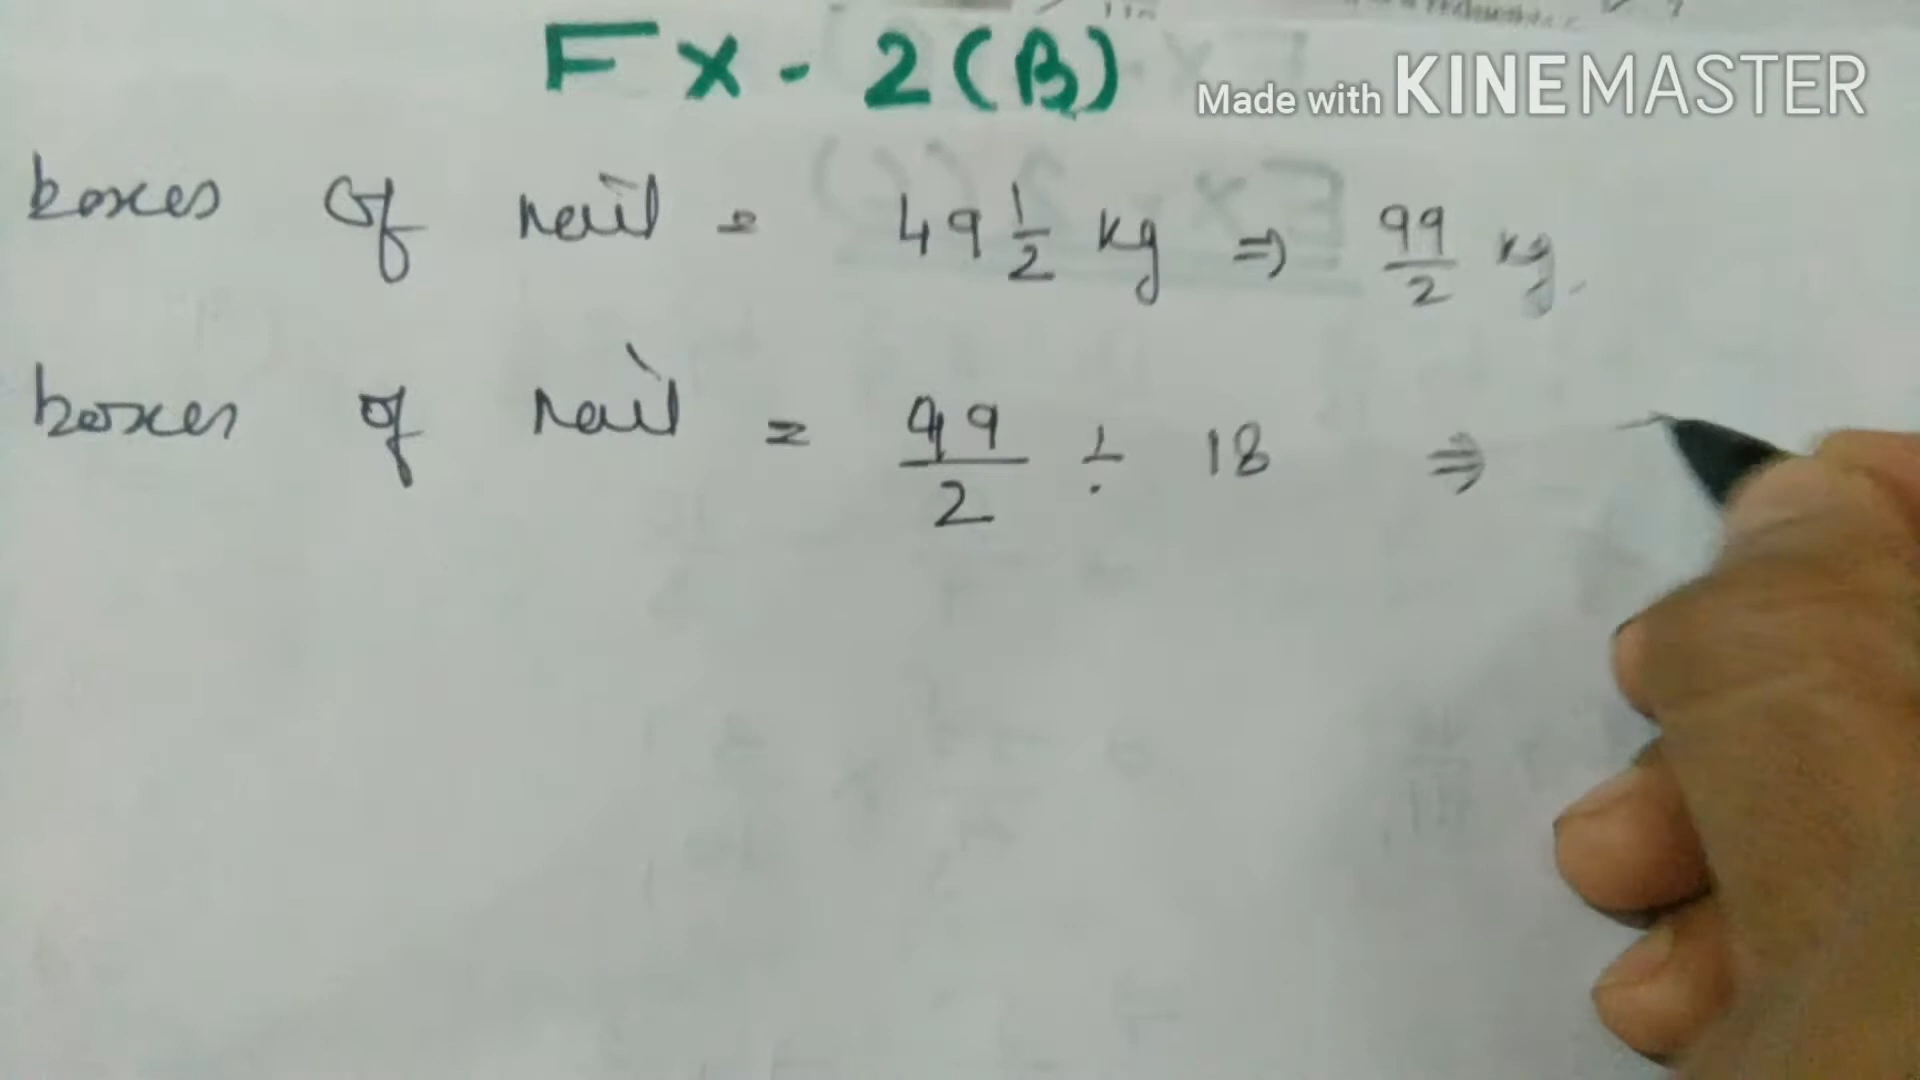 Ex - 2 (B)
Made with KINEMASTER
boxes of nail = 49 1/2 kg ⇒ 99/2 kg.
boxes of nail = 99/2 ÷ 18 ⇒